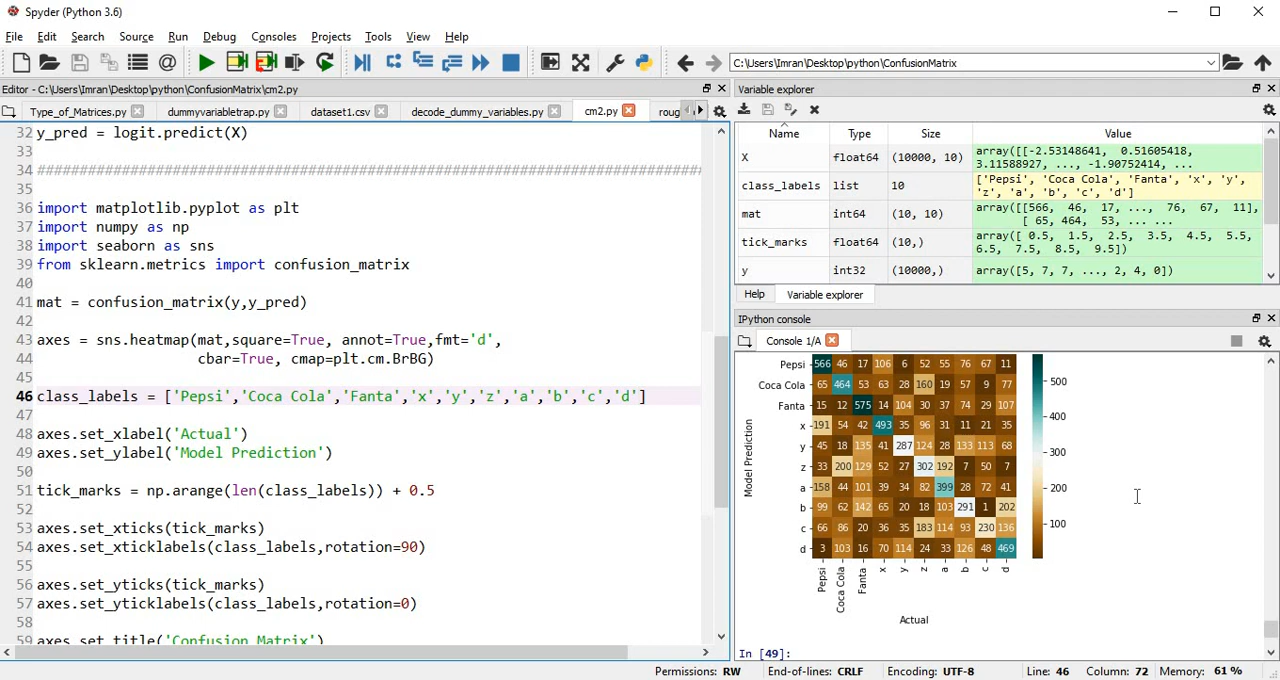 Spyder (Python 3.6)
File Edit Search Source Run Debug Consoles Projects Tools View Help
C:\Users\Imran\Desktop\python\ConfusionMatrix
Editor - C:\Users\Imran\Desktop\python\ConfusionMatrix\cm2.py
Type_of_Matrices.py dummyvariabletrap.py dataset1.csv decode_dummy_variables.py cm2.py roug
32 y_pred = logit.predict(X)
33
34 ###############################################################################
35
36 import matplotlib.pyplot as plt
37 import numpy as np
38 import seaborn as sns
39 from sklearn.metrics import confusion_matrix
40
41 mat = confusion_matrix(y,y_pred)
42
43 axes = sns.heatmap(mat,square=True, annot=True,fmt='d',
44 cbar=True, cmap=plt.cm.BrBG)
45
46 class_labels = ['Pepsi','Coca Cola','Fanta','x','y','z','a','b','c','d']
47
48 axes.set_xlabel('Actual')
49 axes.set_ylabel('Model Prediction')
50
51 tick_marks = np.arange(len(class_labels)) + 0.5
52
53 axes.set_xticks(tick_marks)
54 axes.set_xticklabels(class_labels,rotation=90)
55
56 axes.set_yticks(tick_marks)
57 axes.set_yticklabels(class_labels,rotation=0)
58
59 axes.set_title('Confusion Matrix')
Variable explorer
Name Type Size Value
X float64 (10000, 10) array([[-2.53148641, 0.51605418,
3.11588927, ..., -1.90752414, ...
class_labels list 10 ['Pepsi', 'Coca Cola', 'Fanta', 'x', 'y',
'z', 'a', 'b', 'c', 'd']
mat int64 (10, 10) array([[566, 46, 17, ..., 76, 67, 11],
[ 65, 464, 53, ... ...
tick_marks float64 (10,) array([ 0.5, 1.5, 2.5, 3.5, 4.5, 5.5,
6.5, 7.5, 8.5, 9.5])
y int32 (10000,) array([5, 7, 7, ..., 2, 4, 0])
Help Variable explorer
IPython console
Console 1/A
Pepsi 566 46 17 106 6 52 55 76 67 11
Coca Cola 65 464 53 63 28 160 19 57 9 77
Fanta 15 12 575 14 104 30 37 74 29 107
x 191 54 42 493 35 96 31 11 21 35
y 45 18 135 41 287 124 28 133 113 68
z 33 200 129 52 27 302 192 7 50 7
a 158 44 101 39 34 82 399 28 72 41
b 99 62 142 65 20 18 103 291 1 202
c 66 86 20 36 35 183 114 93 230 136
d 3 103 16 70 114 24 33 126 48 469
Model Prediction
Pepsi Coca Cola Fanta x y z a b c d
Actual
500
400
300
200
100
In [49]:
Permissions: RW End-of-lines: CRLF Encoding: UTF-8 Line: 46 Column: 72 Memory: 61 %